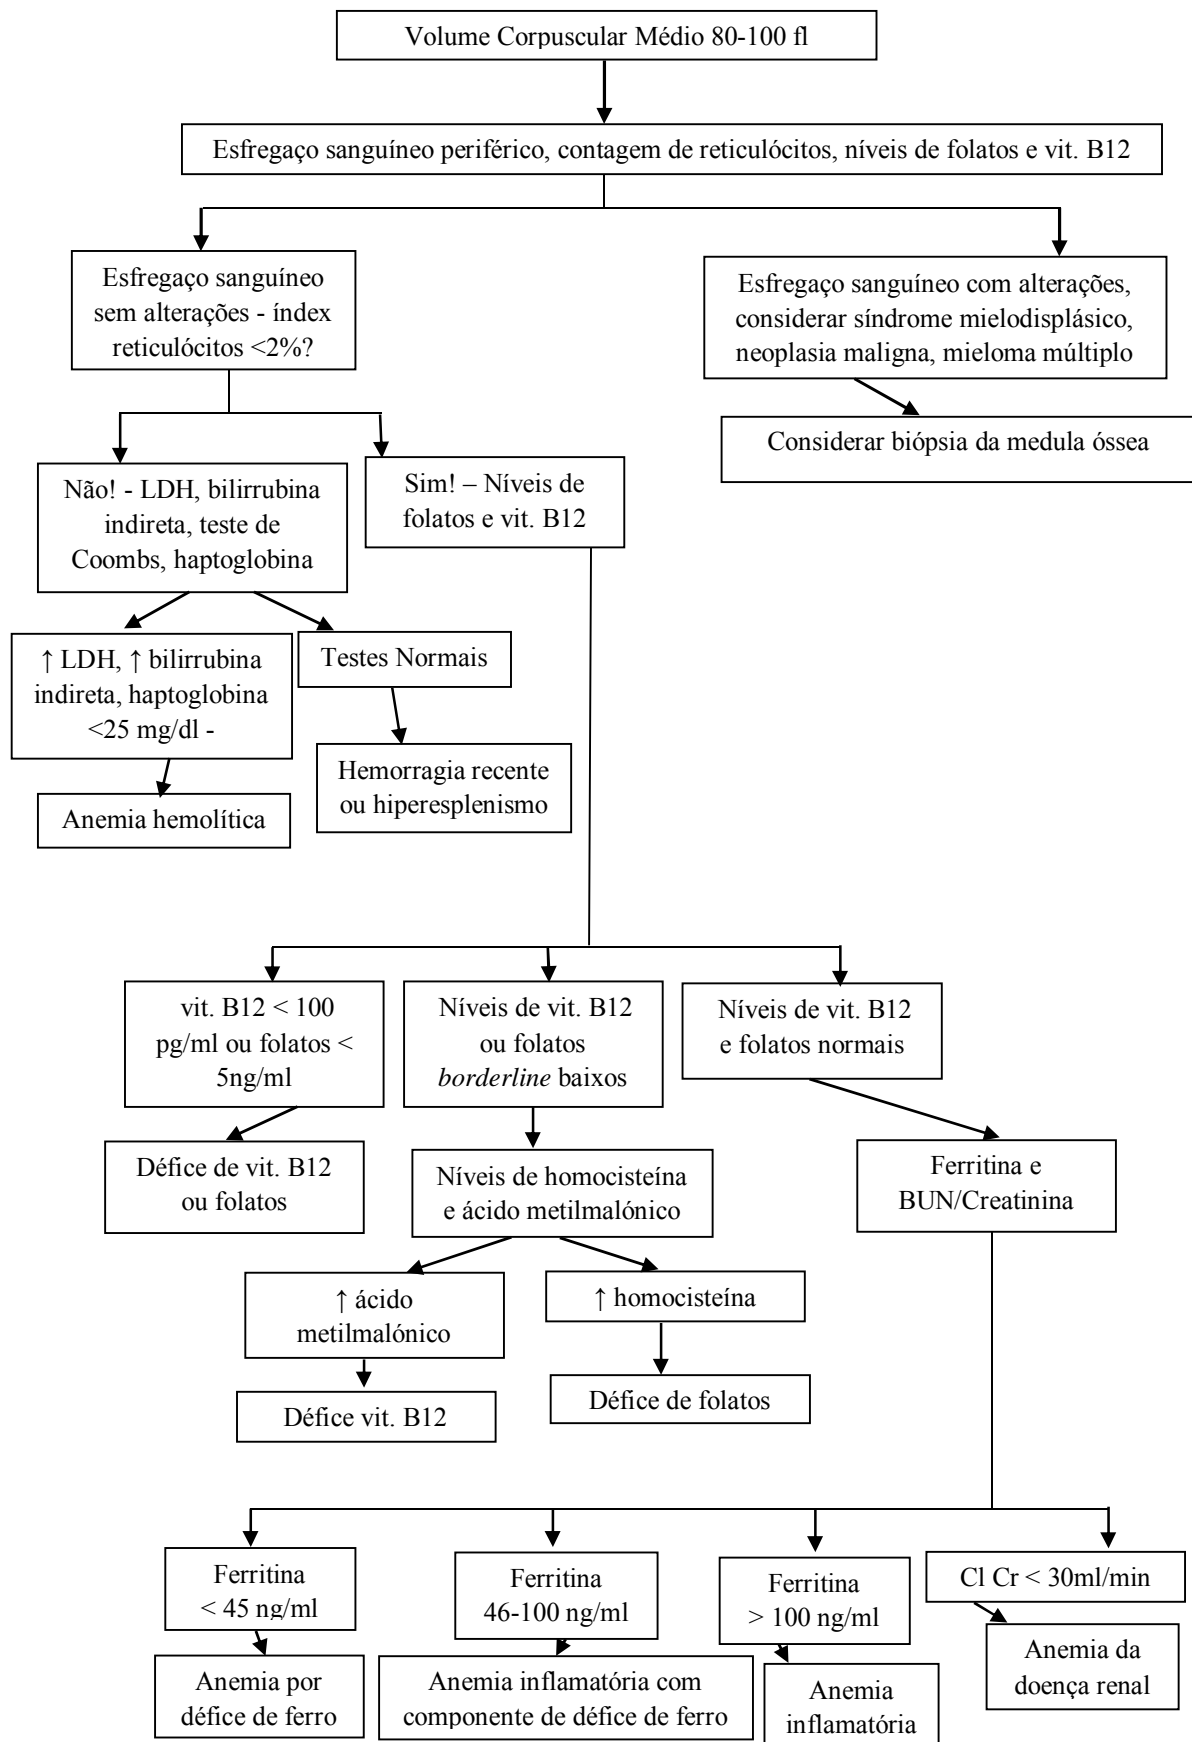 Volume Corpuscular Médio 80-100 fl
Esfregaço sanguíneo periférico, contagem de reticulócitos, níveis de folatos e vit. B12
Esfregaço sanguíneo
sem alterações - índex
reticulócitos <2%?
Esfregaço sanguíneo com alterações,
considerar síndrome mielodisplásico,
neoplasia maligna, mieloma múltiplo
Considerar biópsia da medula óssea
Não! - LDH, bilirrubina
indireta, teste de
Coombs, haptoglobina
Sim! – Níveis de
folatos e vit. B12
↑ LDH, ↑ bilirrubina
indireta, haptoglobina
<25 mg/dl -
Testes Normais
Anemia hemolítica
Hemorragia recente
ou hiperesplenismo
vit. B12 < 100
pg/ml ou folatos <
5ng/ml
Níveis de vit. B12
ou folatos
borderline baixos
Níveis de vit. B12
e folatos normais
Défice de vit. B12
ou folatos
Níveis de homocisteína
e ácido metilmalónico
Ferritina e
BUN/Creatinina
↑ ácido
metilmalónico
↑ homocisteína
Défice vit. B12
Défice de folatos
Ferritina
< 45 ng/ml
Ferritina
46-100 ng/ml
Ferritina
> 100 ng/ml
Cl Cr < 30ml/min
Anemia por
défice de ferro
Anemia inflamatória com
componente de défice de ferro
Anemia
inflamatória
Anemia da
doença renal